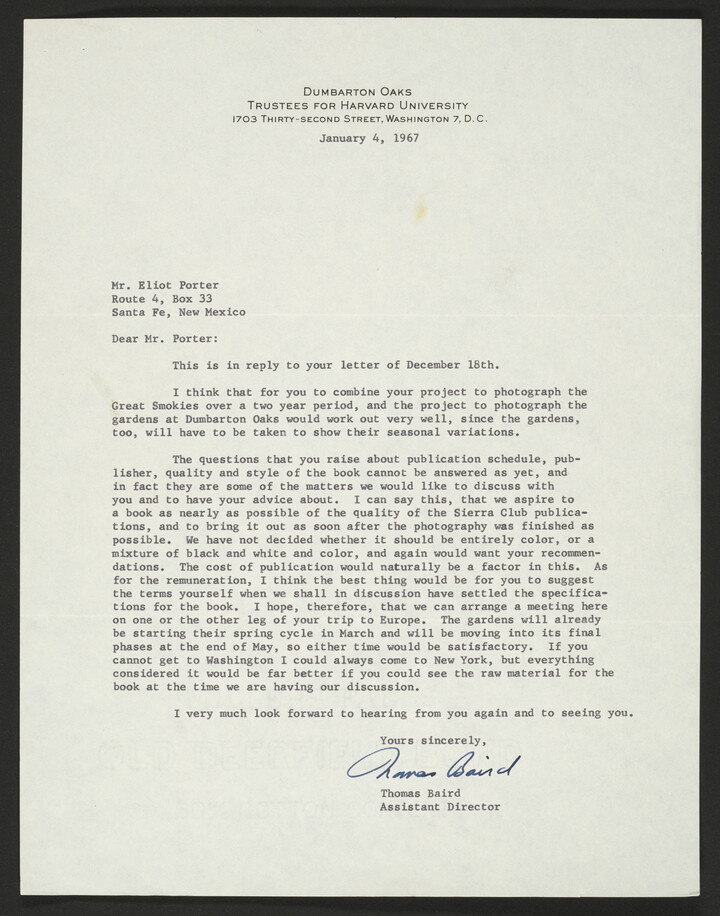 DUMBARTON OAKS
TRUSTEES FOR HARVARD UNIVERSITY
1703 THIRTY-SECOND STREET, WASHINGTON 7, D.C.
January 4, 1967
Mr. Eliot Porter
Route 4, Box 33
Santa Fe, New Mexico
Dear Mr. Porter:
This is in reply to your letter of December 18th.
I think that for you to combine your project to photograph the
Great Smokies over a two year period, and the project to photograph the
gardens at Dumbarton Oaks would work out very well, since the gardens,
too, will have to be taken to show their seasonal variations.
The questions that you raise about publication schedule, pub-
lisher, quality and style of the book cannot be answered as yet, and
in fact they are some of the matters we would like to discuss with
you and to have your advice about. I can say this, that we aspire to
a book as nearly as possible of the quality of the Sierra Club publica-
tions, and to bring it out as soon after the photography was finished as
possible. We have not decided whether it should be entirely color, or a
mixture of black and white and color, and again would want your recommen-
dations. The cost of publication would naturally be a factor in this. As
for the remuneration, I think the best thing would be for you to suggest
the terms yourself when we shall in discussion have settled the specifica-
tions for the book. I hope, therefore, that we can arrange a meeting here
on one or the other leg of your trip to Europe. The gardens will already
be starting their spring cycle in March and will be moving into its final
phases at the end of May, so either time would be satisfactory. If you
cannot get to Washington I could always come to New York, but everything
considered it would be far better if you could see the raw material for the
book at the time we are having our discussion.
I very much look forward to hearing from you again and to seeing you.
Yours sincerely,
Thomas Baird
Thomas Baird
Assistant Director